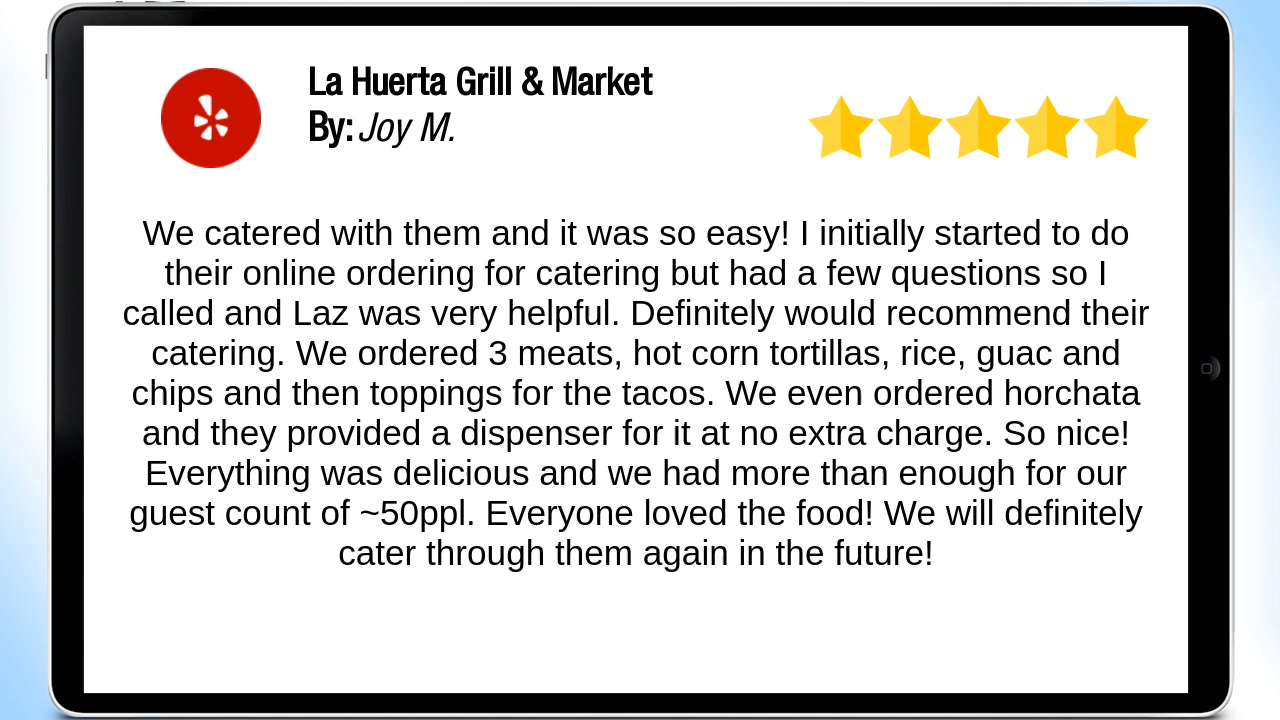 La Huerta Grill & Market
By: Joy M.
We catered with them and it was so easy! I initially started to do
their online ordering for catering but had a few questions so I
called and Laz was very helpful. Definitely would recommend their
catering. We ordered 3 meats, hot corn tortillas, rice, guac and
chips and then toppings for the tacos. We even ordered horchata
and they provided a dispenser for it at no extra charge. So nice!
Everything was delicious and we had more than enough for our
guest count of ~50ppl. Everyone loved the food! We will definitely
cater through them again in the future!